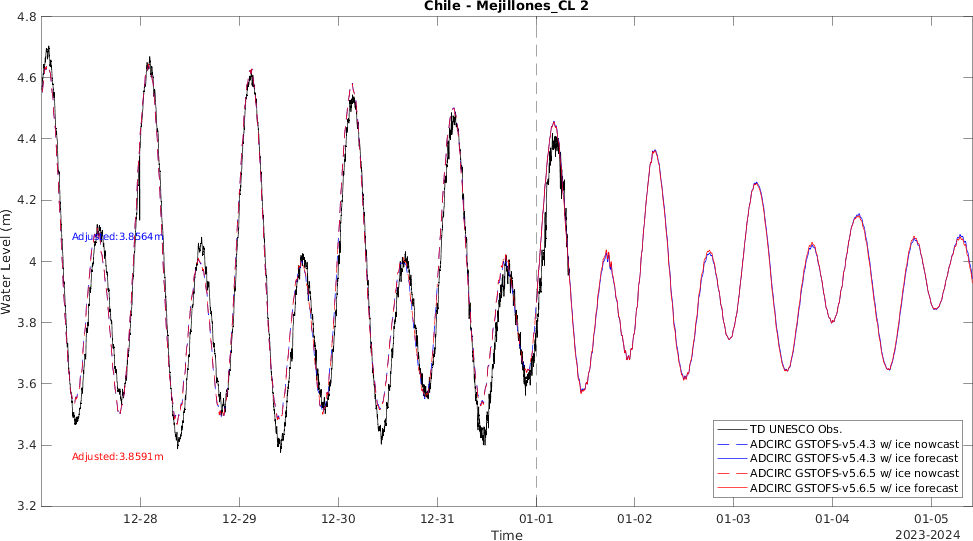 Chile - Mejillones_CL 2
Water Level (m)
4.8
4.6
4.4
4.2
4
3.8
3.6
3.4
3.2
Adjusted:3.8564m
Adjusted:3.8591m
TD UNESCO Obs.
ADCIRC GSTOFS-v5.4.3 w/ ice nowcast
ADCIRC GSTOFS-v5.4.3 w/ ice forecast
ADCIRC GSTOFS-v5.6.5 w/ ice nowcast
ADCIRC GSTOFS-v5.6.5 w/ ice forecast
12-28 12-29 12-30 12-31 01-01 01-02 01-03 01-04 01-05
Time
2023-2024